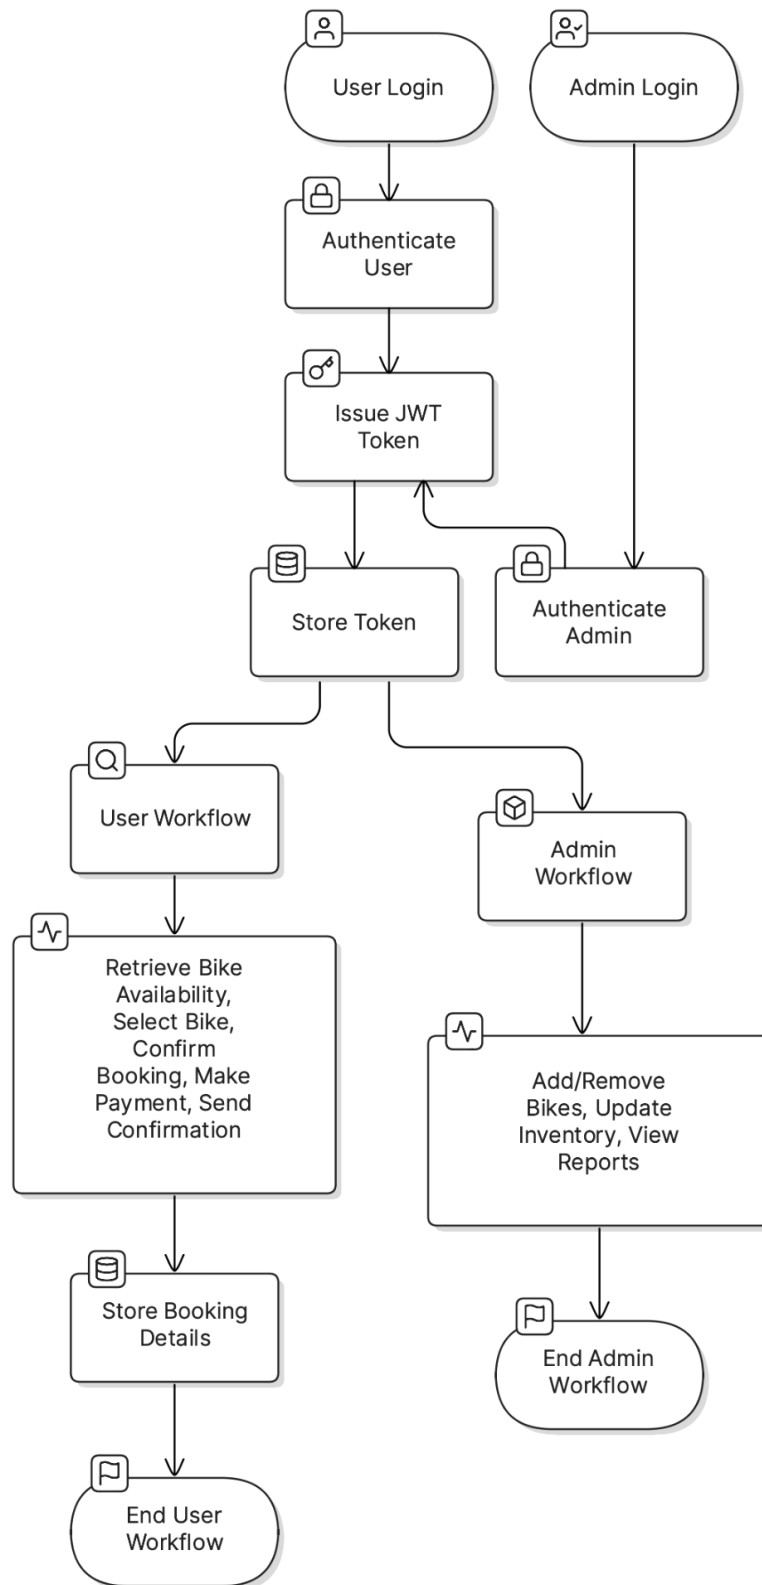 User Login
Admin Login
Authenticate
User
Issue JWT
Token
Store Token
Authenticate
Admin
User Workflow
Admin
Workflow
Retrieve Bike
Availability,
Select Bike,
Confirm
Booking, Make
Payment, Send
Confirmation
Add/Remove
Bikes, Update
Inventory, View
Reports
Store Booking
Details
End Admin
Workflow
End User
Workflow